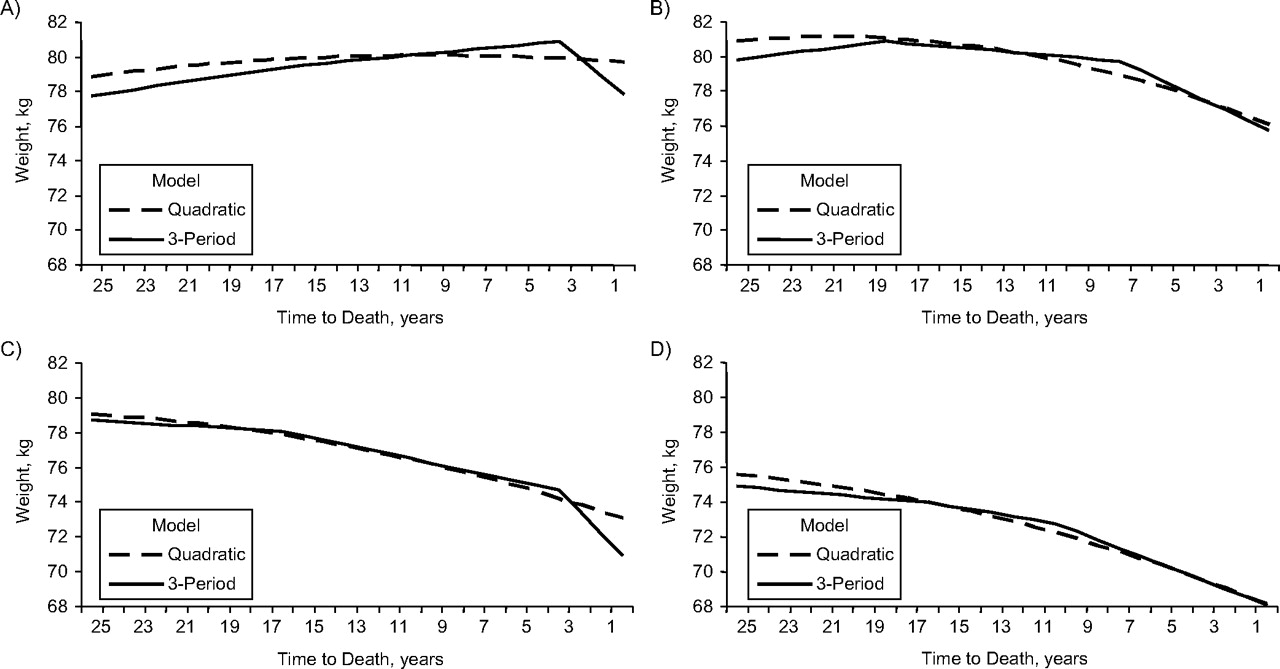 A)
82
80
78
76
74
72
70
68
Weight, kg
Model
Quadratic
3-Period
25 23 21 19 17 15 13 11 9 7 5 3 1
Time to Death, years
B)
82
80
78
76
74
72
70
68
Weight, kg
Model
Quadratic
3-Period
25 23 21 19 17 15 13 11 9 7 5 3 1
Time to Death, years
C)
82
80
78
76
74
72
70
68
Weight, kg
Model
Quadratic
3-Period
25 23 21 19 17 15 13 11 9 7 5 3 1
Time to Death, years
D)
82
80
78
76
74
72
70
68
Weight, kg
Model
Quadratic
3-Period
25 23 21 19 17 15 13 11 9 7 5 3 1
Time to Death, years